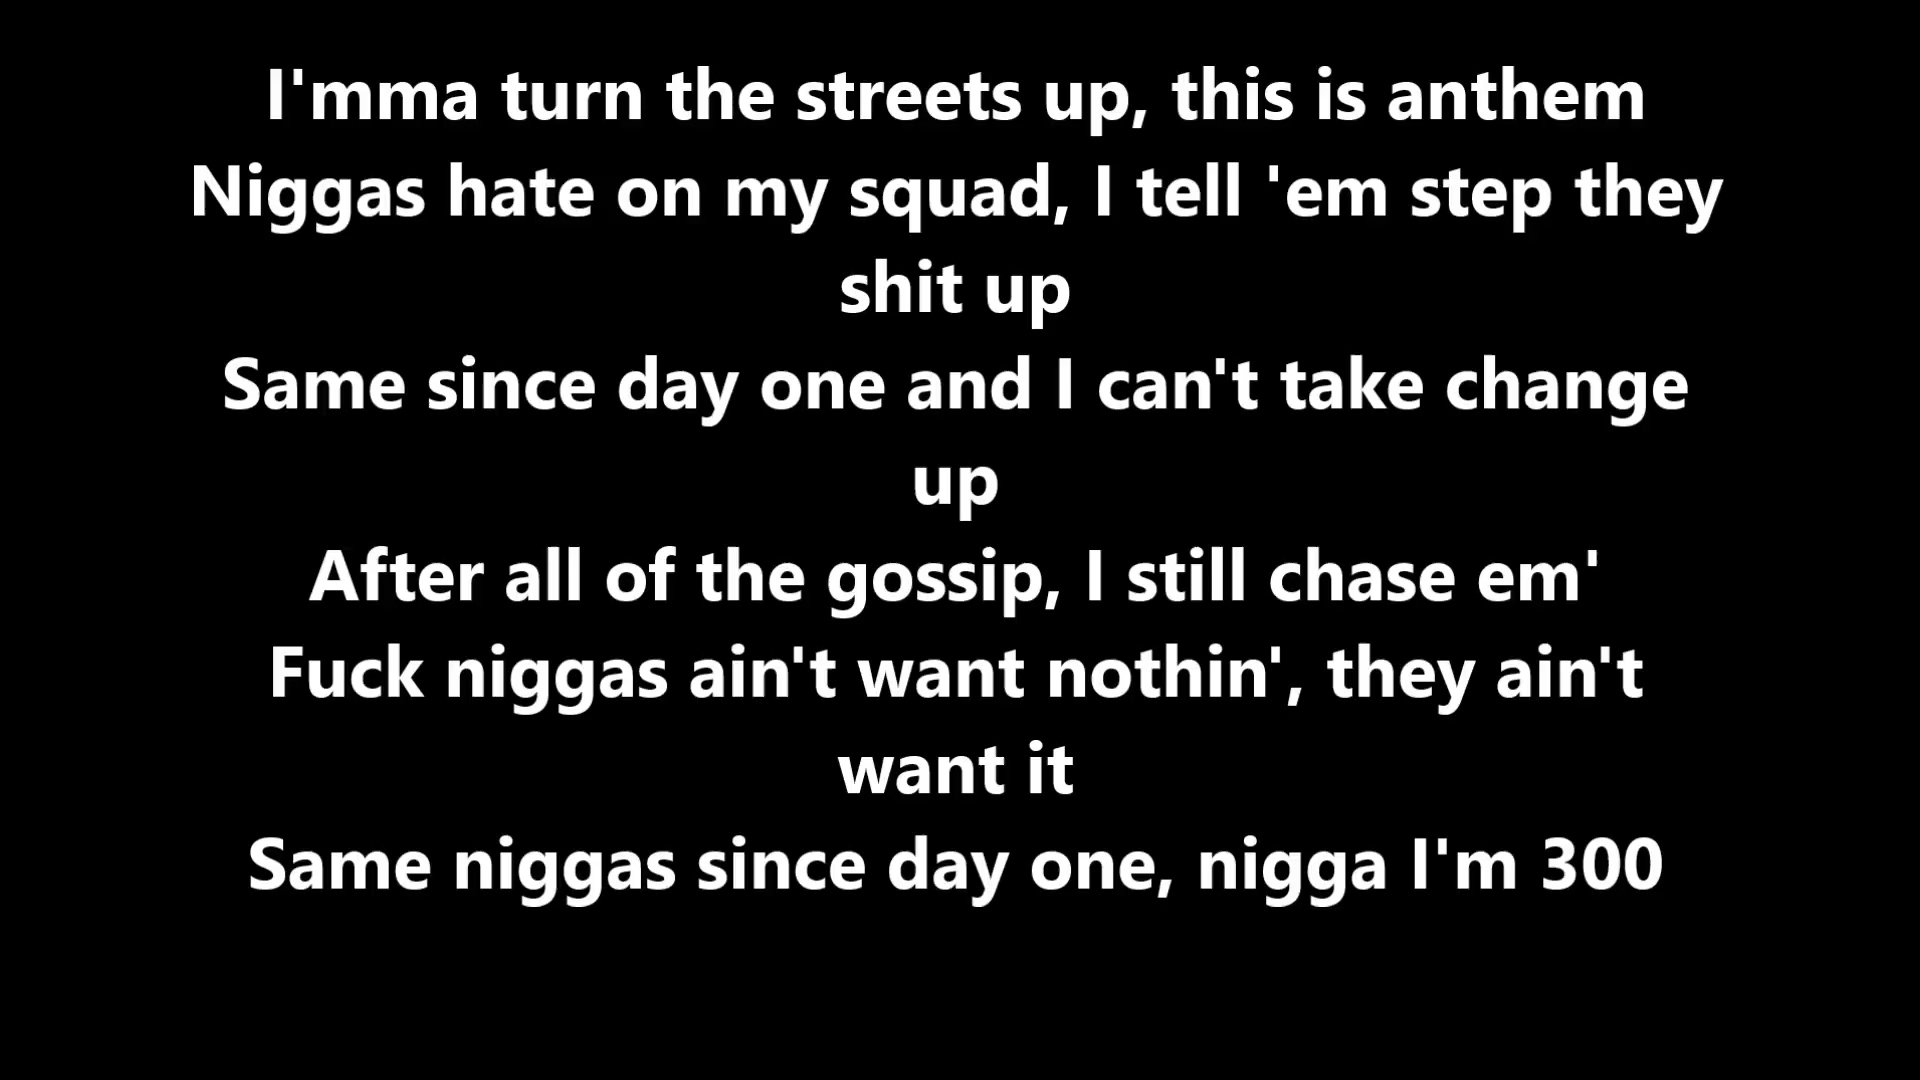 I'mma turn the streets up, this is anthem
Niggas hate on my squad, I tell 'em step they
shit up
Same since day one and I can't take change
up
After all of the gossip, I still chase em'
Fuck niggas ain't want nothin', they ain't
want it
Same niggas since day one, nigga I'm 300